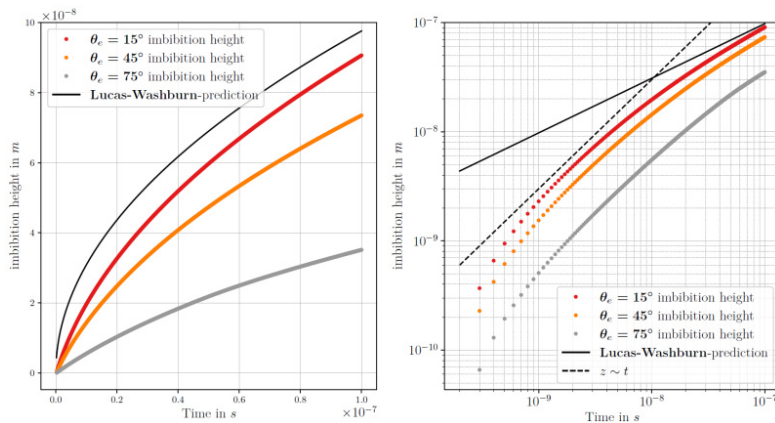 ×10⁻⁸
10
8
6
4
2
0
imbibition height in m
θe = 15° imbibition height
θe = 45° imbibition height
θe = 75° imbibition height
Lucas-Washburn-prediction
0.0 0.2 0.4 0.6 0.8 1.0
×10⁻⁷
Time in s
10⁻⁷
10⁻⁸
10⁻⁹
10⁻¹⁰
imbibition height in m
θe = 15° imbibition height
θe = 45° imbibition height
θe = 75° imbibition height
Lucas-Washburn-prediction
z ∼ t
10⁻⁹ 10⁻⁸ 10⁻⁷
Time in s